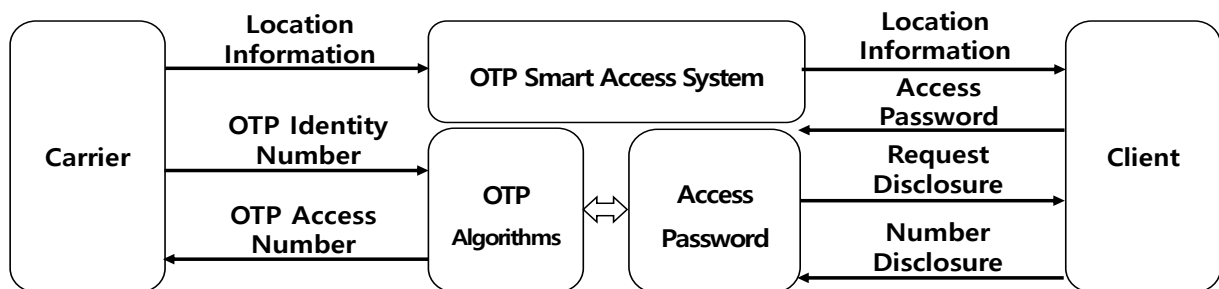 Location
Information
OTP Smart Access System
Location
Information
Access
Password
OTP Identity
Number
Carrier
OTP
Algorithms
Access
Password
Request
Disclosure
Client
OTP Access
Number
Number
Disclosure